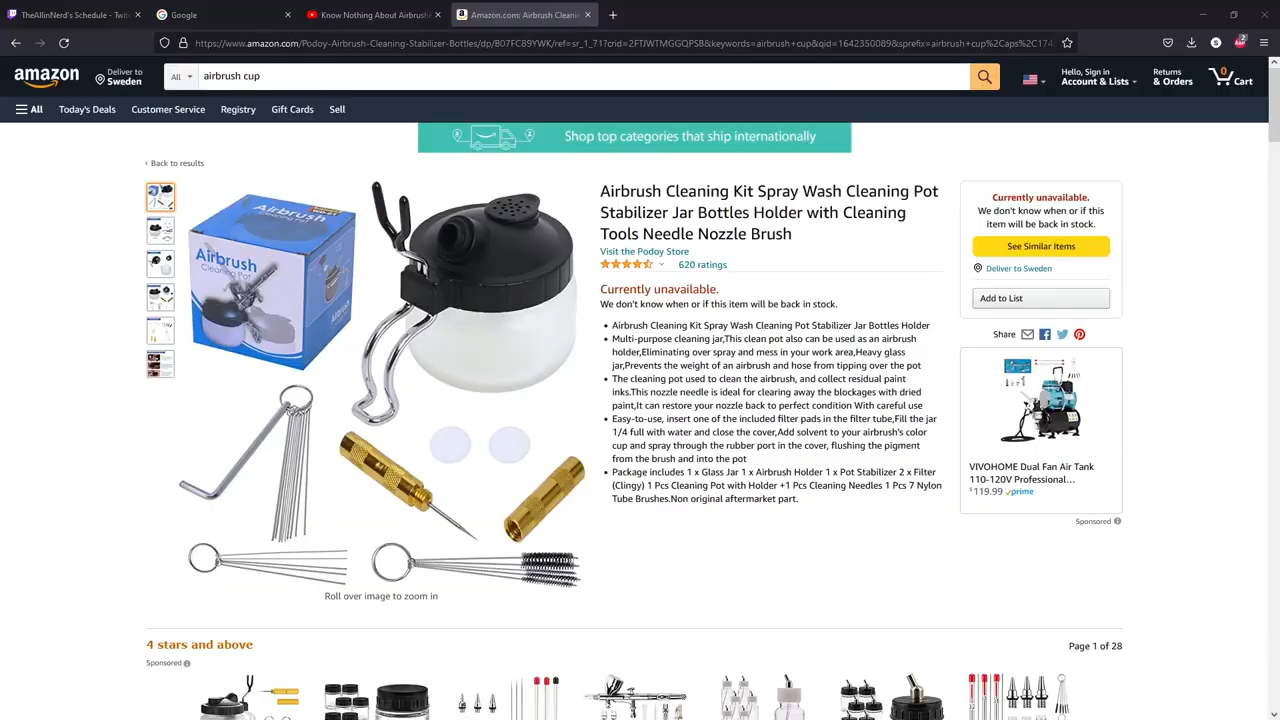 TheAllinNerd's Schedule - Twit
Google
Know Nothing About Airbrushe
Amazon.com: Airbrush Cleani
https://www.amazon.com/Podoy-Airbrush-Cleaning-Stabilizer-Bottles/dp/B07FC89YWK/ref=sr_1_71?crid=2FTJWTMGGQPSB&keywords=airbrush+cup&qid=1642350089&sprefix=airbrush+cup%2Caps%2C174
amazon
Deliver to
Sweden
All
airbrush cup
Hello, Sign in
Account & Lists
Returns
& Orders
0
Cart
All
Today's Deals
Customer Service
Registry
Gift Cards
Sell
Shop top categories that ship internationally
‹ Back to results
Airbrush
Cleaning Pot
Airbrush
Cleaning Pot
Roll over image to zoom in
Airbrush Cleaning Kit Spray Wash Cleaning Pot
Stabilizer Jar Bottles Holder with Cleaning
Tools Needle Nozzle Brush
Visit the Podoy Store
620 ratings
Currently unavailable.
We don't know when or if this item will be back in stock.
• Airbrush Cleaning Kit Spray Wash Cleaning Pot Stabilizer Jar Bottles Holder
• Multi-purpose cleaning jar,This clean pot also can be used as an airbrush
holder,Eliminating over spray and mess in your work area,Heavy glass
jar,Prevents the weight of an airbrush and hose from tipping over the pot
• The cleaning pot used to clean the airbrush, and collect residual paint
inks.This nozzle needle is ideal for clearing away the blockages with dried
paint,It can restore your nozzle back to perfect condition With careful use
• Easy-to-use, insert one of the included filter pads in the filter tube,Fill the jar
1/4 full with water and close the cover,Add solvent to your airbrush's color
cup and spray through the rubber port in the cover, flushing the pigment
from the brush and into the pot
• Package includes 1 x Glass Jar 1 x Airbrush Holder 1 x Pot Stabilizer 2 x Filter
(Clingy) 1 Pcs Cleaning Pot with Holder +1 Pcs Cleaning Needles 1 Pcs 7 Nylon
Tube Brushes.Non original aftermarket part.
Currently unavailable.
We don't know when or if this
item will be back in stock.
See Similar Items
Deliver to Sweden
Add to List
Share
VIVOHOME Dual Fan Air Tank
110-120V Professional…
$119.99 prime
Sponsored
4 stars and above
Page 1 of 28
Sponsored